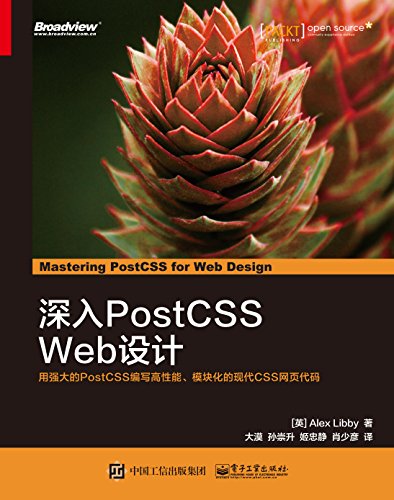 Broadview®
www.broadview.com.cn
[PACKT] open source*
PUBLISHING community experience distilled
Mastering PostCSS for Web Design
深入PostCSS
Web设计
用强大的PostCSS编写高性能、模块化的现代CSS网页代码
[英] Alex Libby 著
大漠 孙崇升 姬忠静 肖少彦 译
中国工信出版集团 电子工业出版社